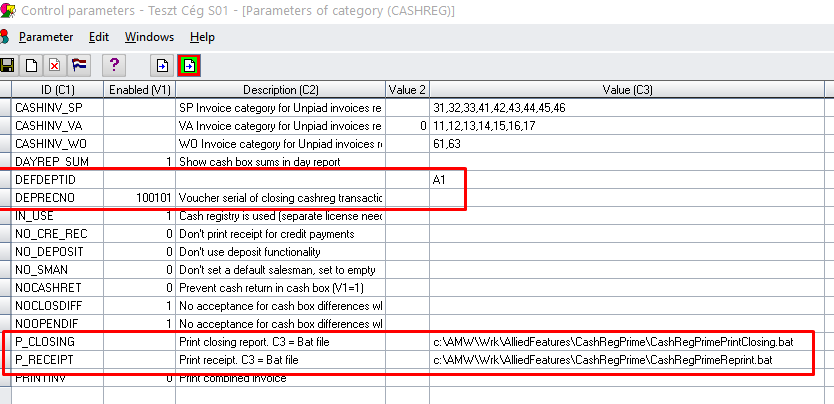 Control parameters - Teszt Cég S01 - [Parameters of category (CASHREG)]
Parameter Edit Windows Help
ID (C1) Enabled (V1) Description (C2) Value 2 Value (C3)
CASHINV_SP SP Invoice category for Unpiad invoices re 31,32,33,41,42,43,44,45,46
CASHINV_VA VA Invoice category for Unpiad invoices re 0 11,12,13,14,15,16,17
CASHINV_WO WO Invoice category for Unpiad invoices r 61,63
DAYREP_SUM 1 Show cash box sums in day report
DEFDEPTID A1
DEPRECNO 100101 Voucher serial of closing cashreg transactic
IN_USE 1 Cash registry is used (separate license need
NO_CRE_REC 0 Don't print receipt for credit payments
NO_DEPOSIT 0 Don't use deposit functionality
NO_SMAN 0 Don't set a default salesman, set to empty
NOCASHRET 0 Prevent cash return in cash box (V1=1)
NOCLOSDIFF 1 No acceptance for cash box differences wl
NOOPENDIF 1 No acceptance for cash box differences wl
P_CLOSING Print closing report. C3 = Bat file c:\AMW\Wrk\AlliedFeatures\CashRegPrime\CashRegPrimePrintClosing.bat
P_RECEIPT Print receipt. C3 = Bat file c:\AMW\Wrk\AlliedFeatures\CashRegPrime\CashRegPrimeReprint.bat
PRINTINV 0 Print combined invoice